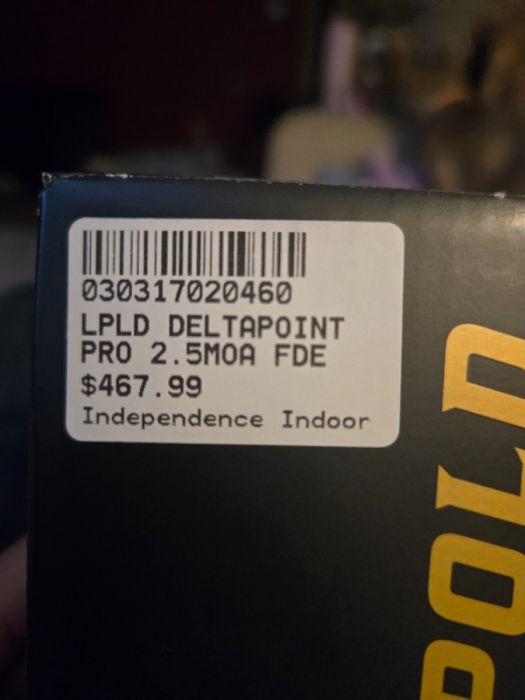 030317020460
LPLD DELTAPOINT
PRO 2.5MOA FDE
$467.99
Independence Indoor
POLD